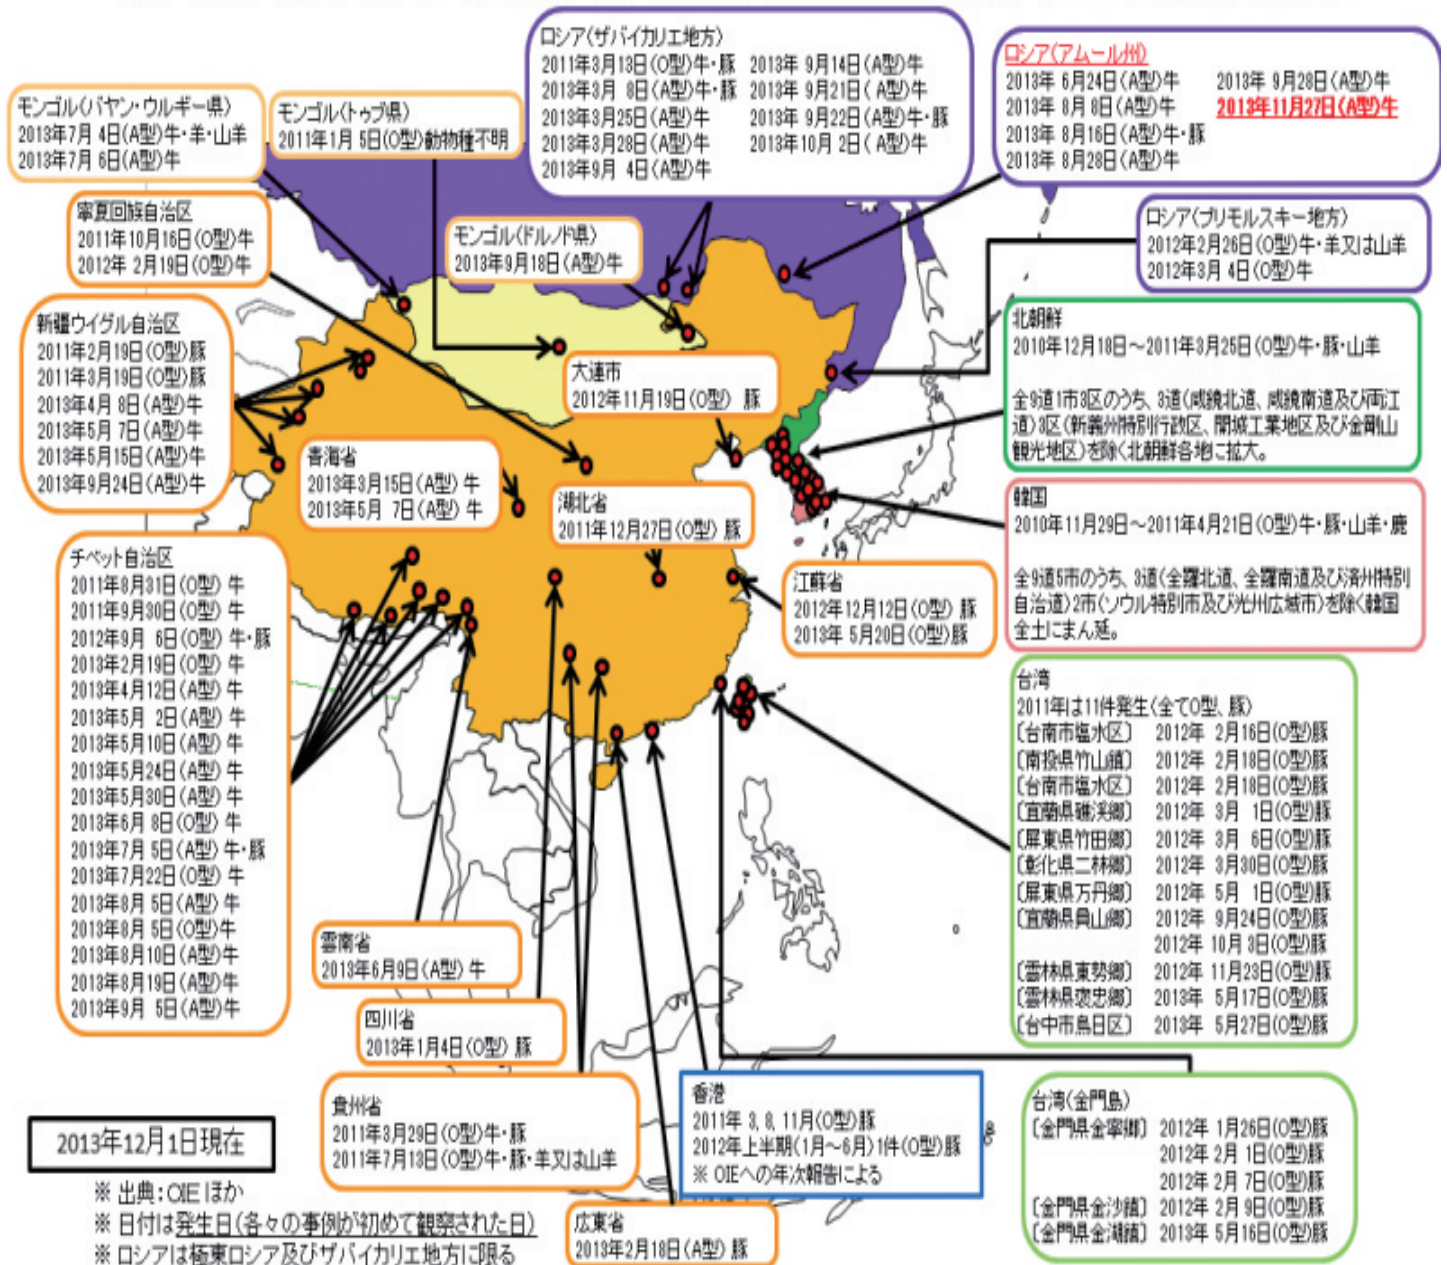 モンゴル(バヤン・ウルギー県)
2013年7月 4日(A型)牛・羊・山羊
2013年7月 6日(A型)牛
モンゴル(トゥブ県)
2011年1月 5日(O型)動物種不明
ロシア(ザバイカリエ地方)
2011年3月13日(O型)牛・豚 2013年 9月14日(A型)牛
2013年3月 8日(A型)牛・豚 2013年 9月21日(A型)牛
2013年3月25日(A型)牛 2013年 9月22日(A型)牛・豚
2013年3月28日(A型)牛 2013年10月 2日(A型)牛
2013年9月 4日(A型)牛
ロシア(アムール州)
2013年 6月24日(A型)牛 2013年 9月28日(A型)牛
2013年 8月 8日(A型)牛 2013年11月27日(A型)牛
2013年 8月16日(A型)牛・豚
2013年 8月28日(A型)牛
寧夏回族自治区
2011年10月16日(O型)牛
2012年 2月19日(O型)牛
モンゴル(ドルノド県)
2013年9月18日(A型)牛
ロシア(プリモルスキー地方)
2012年2月26日(O型)牛・羊又は山羊
2012年3月 4日(O型)牛
新疆ウイグル自治区
2011年2月19日(O型)豚
2011年3月19日(O型)豚
2013年4月 8日(A型)牛
2013年5月 7日(A型)牛
2013年5月15日(A型)牛
2013年9月24日(A型)牛
大連市
2012年11月19日(O型) 豚
北朝鮮
2010年12月18日~2011年3月25日(O型)牛・豚・山羊
全9道1市3区のうち、3道(咸鏡北道、咸鏡南道及び両江
道)3区(新義州特別行政区、開城工業地区及び金剛山
観光地区)を除く北朝鮮各地に拡大。
青海省
2013年3月15日(A型) 牛
2013年5月 7日(A型) 牛
湖北省
2011年12月27日(O型) 豚
韓国
2010年11月29日~2011年4月21日(O型)牛・豚・山羊・鹿
全9道5市のうち、3道(全羅北道、全羅南道及び済州特別
自治道)2市(ソウル特別市及び光州広域市)を除く韓国
全土にまん延。
チベット自治区
2011年8月31日(O型) 牛
2011年9月30日(O型) 牛
2012年9月 6日(O型) 牛・豚
2013年2月19日(O型) 牛
2013年4月12日(A型) 牛
2013年5月 2日(A型) 牛
2013年5月10日(A型) 牛
2013年5月24日(A型) 牛
2013年5月30日(A型) 牛
2013年6月 8日(O型) 牛
2013年7月 5日(A型) 牛・豚
2013年7月22日(O型) 牛
2013年8月 5日(A型) 牛
2013年8月 5日(O型)牛
2013年8月10日(A型)牛
2013年8月19日(A型)牛
2013年9月 5日(A型)牛
江蘇省
2012年12月12日(O型) 豚
2013年 5月20日(O型)豚
台湾
2011年は11件発生(全てO型、豚)
〔台南市塩水区〕 2012年 2月16日(O型)豚
〔南投県竹山鎮〕 2012年 2月18日(O型)豚
〔台南市塩水区〕 2012年 2月18日(O型)豚
〔宜蘭県礁渓郷〕 2012年 3月 1日(O型)豚
〔屏東県竹田郷〕 2012年 3月 6日(O型)豚
〔彰化県二林郷〕 2012年 3月30日(O型)豚
〔屏東県万丹郷〕 2012年 5月 1日(O型)豚
〔宜蘭県員山郷〕 2012年 9月24日(O型)豚
2012年 10月 3日(O型)豚
〔雲林県東勢郷〕 2012年 11月23日(O型)豚
〔雲林県褒忠郷〕 2013年 5月17日(O型)豚
〔台中市烏日区〕 2013年 5月27日(O型)豚
雲南省
2013年6月9日(A型) 牛
四川省
2013年1月4日(O型) 豚
貴州省
2011年3月29日(O型)牛・豚
2011年7月13日(O型)牛・豚・羊又は山羊
香港
2011年 3,8,11月(O型)豚
2012年上半期(1月~6月)1件(O型)豚
※ OIEへの年次報告による
台湾(金門島)
〔金門県金寧郷〕 2012年 1月26日(O型)豚
2012年 2月 1日(O型)豚
2012年 2月 7日(O型)豚
〔金門県金沙鎮〕 2012年 2月 9日(O型)豚
〔金門県金湖鎮〕 2013年 5月16日(O型)豚
2013年12月1日現在
※ 出典:OIE ほか
※ 日付は発生日(各々の事例が初めて観察された日)
※ ロシアは極東ロシア及びザバイカリエ地方に限る
広東省
2013年2月18日(A型) 豚